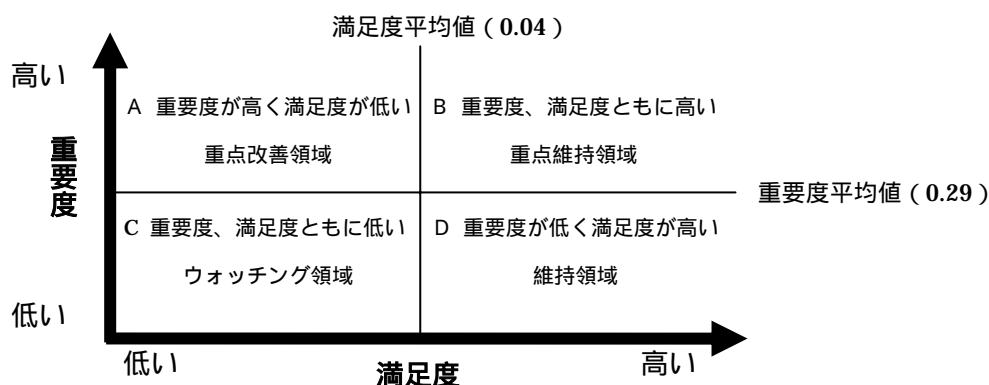 満足度平均値（0.04）
高い
A 重要度が高く満足度が低い
重点改善領域
B 重要度、満足度ともに高い
重点維持領域
重要度
重要度平均値（0.29）
C 重要度、満足度ともに低い
ウォッチング領域
D 重要度が低く満足度が高い
維持領域
低い
低い
満足度
高い